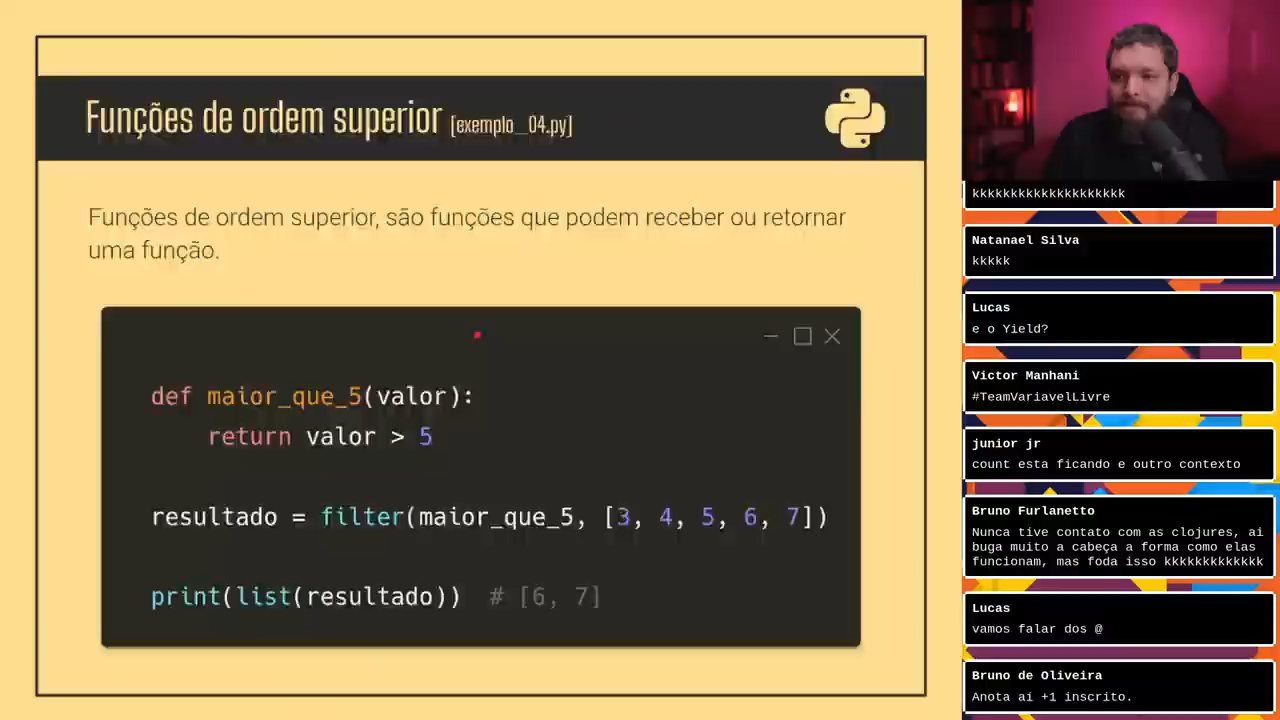 Funções de ordem superior [exemplo_04.py]
Funções de ordem superior, são funções que podem receber ou retornar
uma função.
def maior_que_5(valor):
    return valor > 5
resultado = filter(maior_que_5, [3, 4, 5, 6, 7])
print(list(resultado))  # [6, 7]
kkkkkkkkkkkkkkkkkkkk
Natanael Silva
kkkkk
Lucas
e o Yield?
Victor Manhani
#TeamVariavelLivre
junior jr
count esta ficando e outro contexto
Bruno Furlanetto
Nunca tive contato com as clojures, ai
buga muito a cabeça a forma como elas
funcionam, mas foda isso kkkkkkkkkkkkk
Lucas
vamos falar dos @
Bruno de Oliveira
Anota ai +1 inscrito.